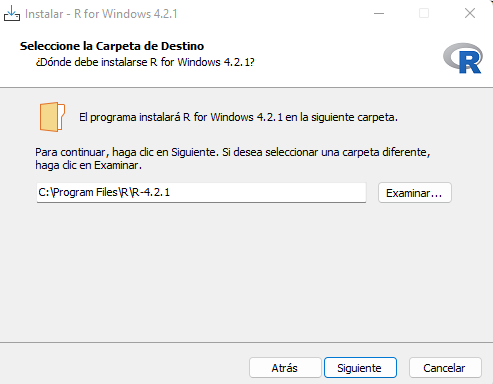 Instalar - R for Windows 4.2.1
Seleccione la Carpeta de Destino
¿Dónde debe instalarse R for Windows 4.2.1?
R
El programa instalará R for Windows 4.2.1 en la siguiente carpeta.
Para continuar, haga clic en Siguiente. Si desea seleccionar una carpeta diferente,
haga clic en Examinar.
C:\Program Files\R\R-4.2.1
Examinar...
Atrás
Siguiente
Cancelar